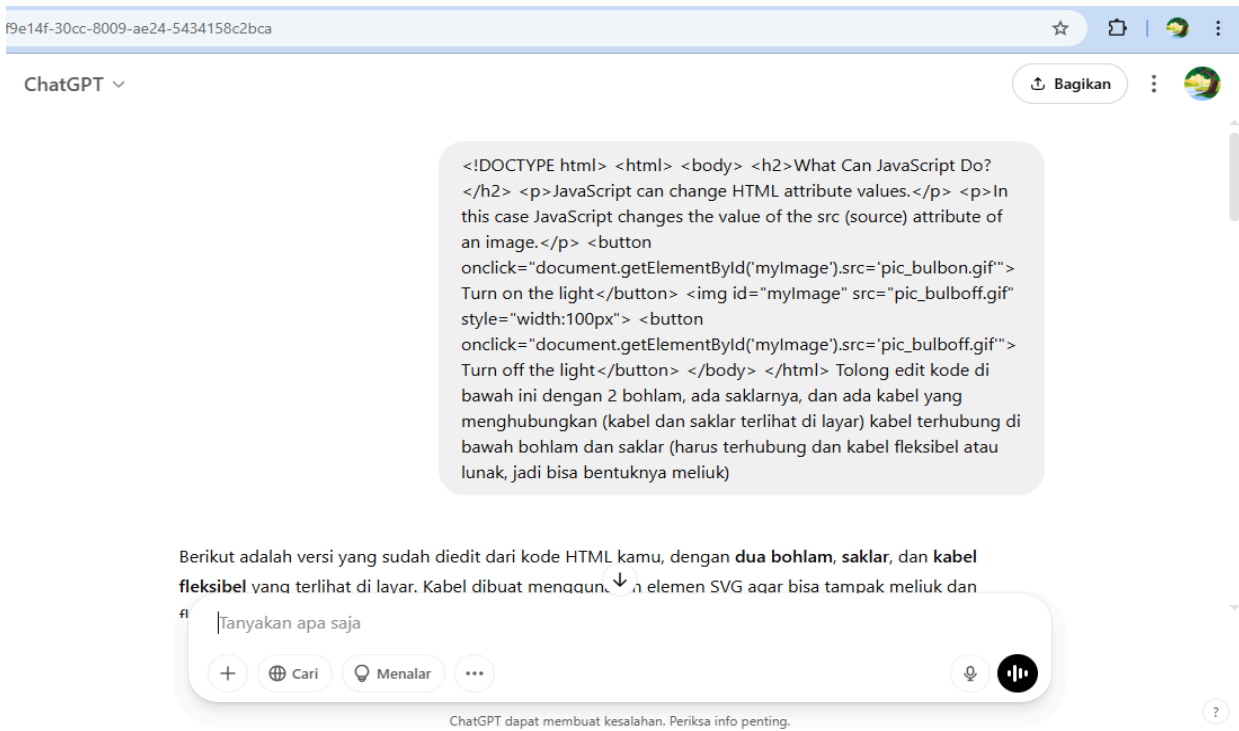 f9e14f-30cc-8009-ae24-5434158c2bca
ChatGPT
Bagikan
<!DOCTYPE html> <html> <body> <h2>What Can JavaScript Do?
</h2> <p>JavaScript can change HTML attribute values.</p> <p>In
this case JavaScript changes the value of the src (source) attribute of
an image.</p> <button
onclick="document.getElementById('myImage').src='pic_bulbon.gif'">
Turn on the light</button> <img id="myImage" src="pic_bulboff.gif"
style="width:100px"> <button
onclick="document.getElementById('myImage').src='pic_bulboff.gif'">
Turn off the light</button> </body> </html> Tolong edit kode di
bawah ini dengan 2 bohlam, ada saklarnya, dan ada kabel yang
menghubungkan (kabel dan saklar terlihat di layar) kabel terhubung di
bawah bohlam dan saklar (harus terhubung dan kabel fleksibel atau
lunak, jadi bisa bentuknya meliuk)
Berikut adalah versi yang sudah diedit dari kode HTML kamu, dengan dua bohlam, saklar, dan kabel
fleksibel yang terlihat di layar. Kabel dibuat elemen SVG agar bisa tampak meliuk dan
Tanyakan apa saja
Cari
Menalar
ChatGPT dapat membuat kesalahan. Periksa info penting.
?